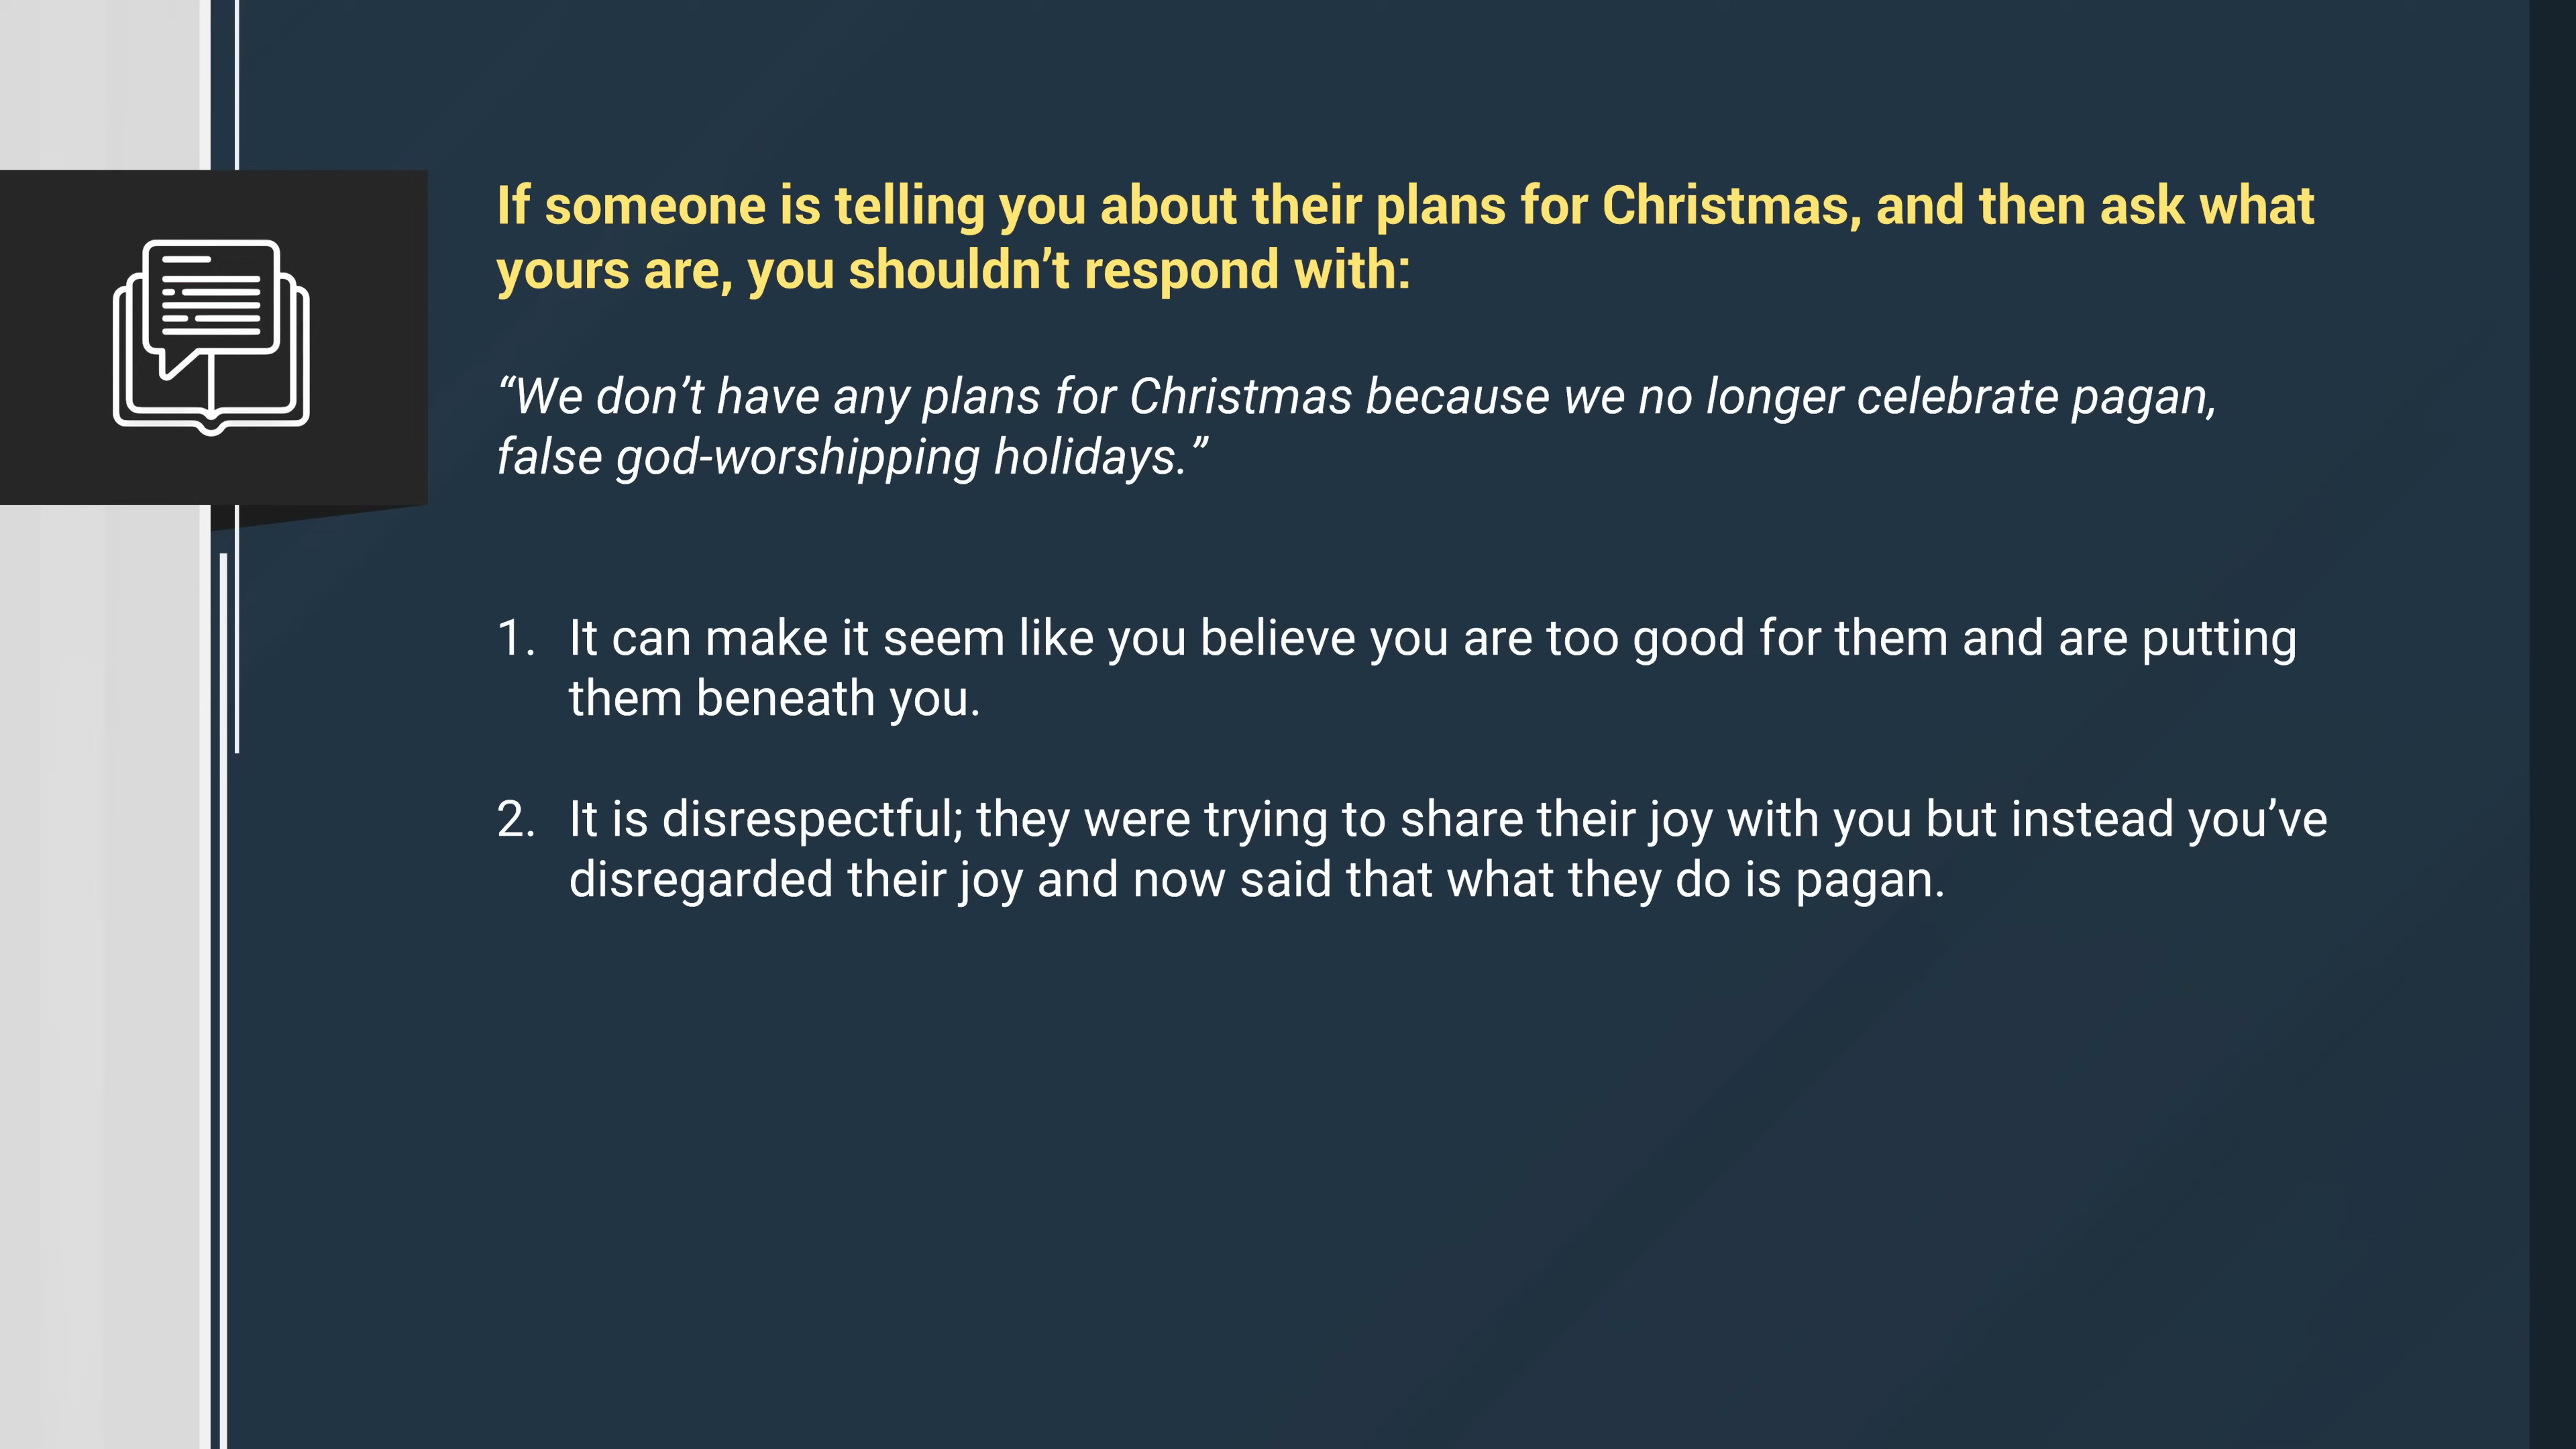 If someone is telling you about their plans for Christmas, and then ask what
yours are, you shouldn’t respond with:
“We don’t have any plans for Christmas because we no longer celebrate pagan,
false god-worshipping holidays.”
1. It can make it seem like you believe you are too good for them and are putting
them beneath you.
2. It is disrespectful; they were trying to share their joy with you but instead you’ve
disregarded their joy and now said that what they do is pagan.